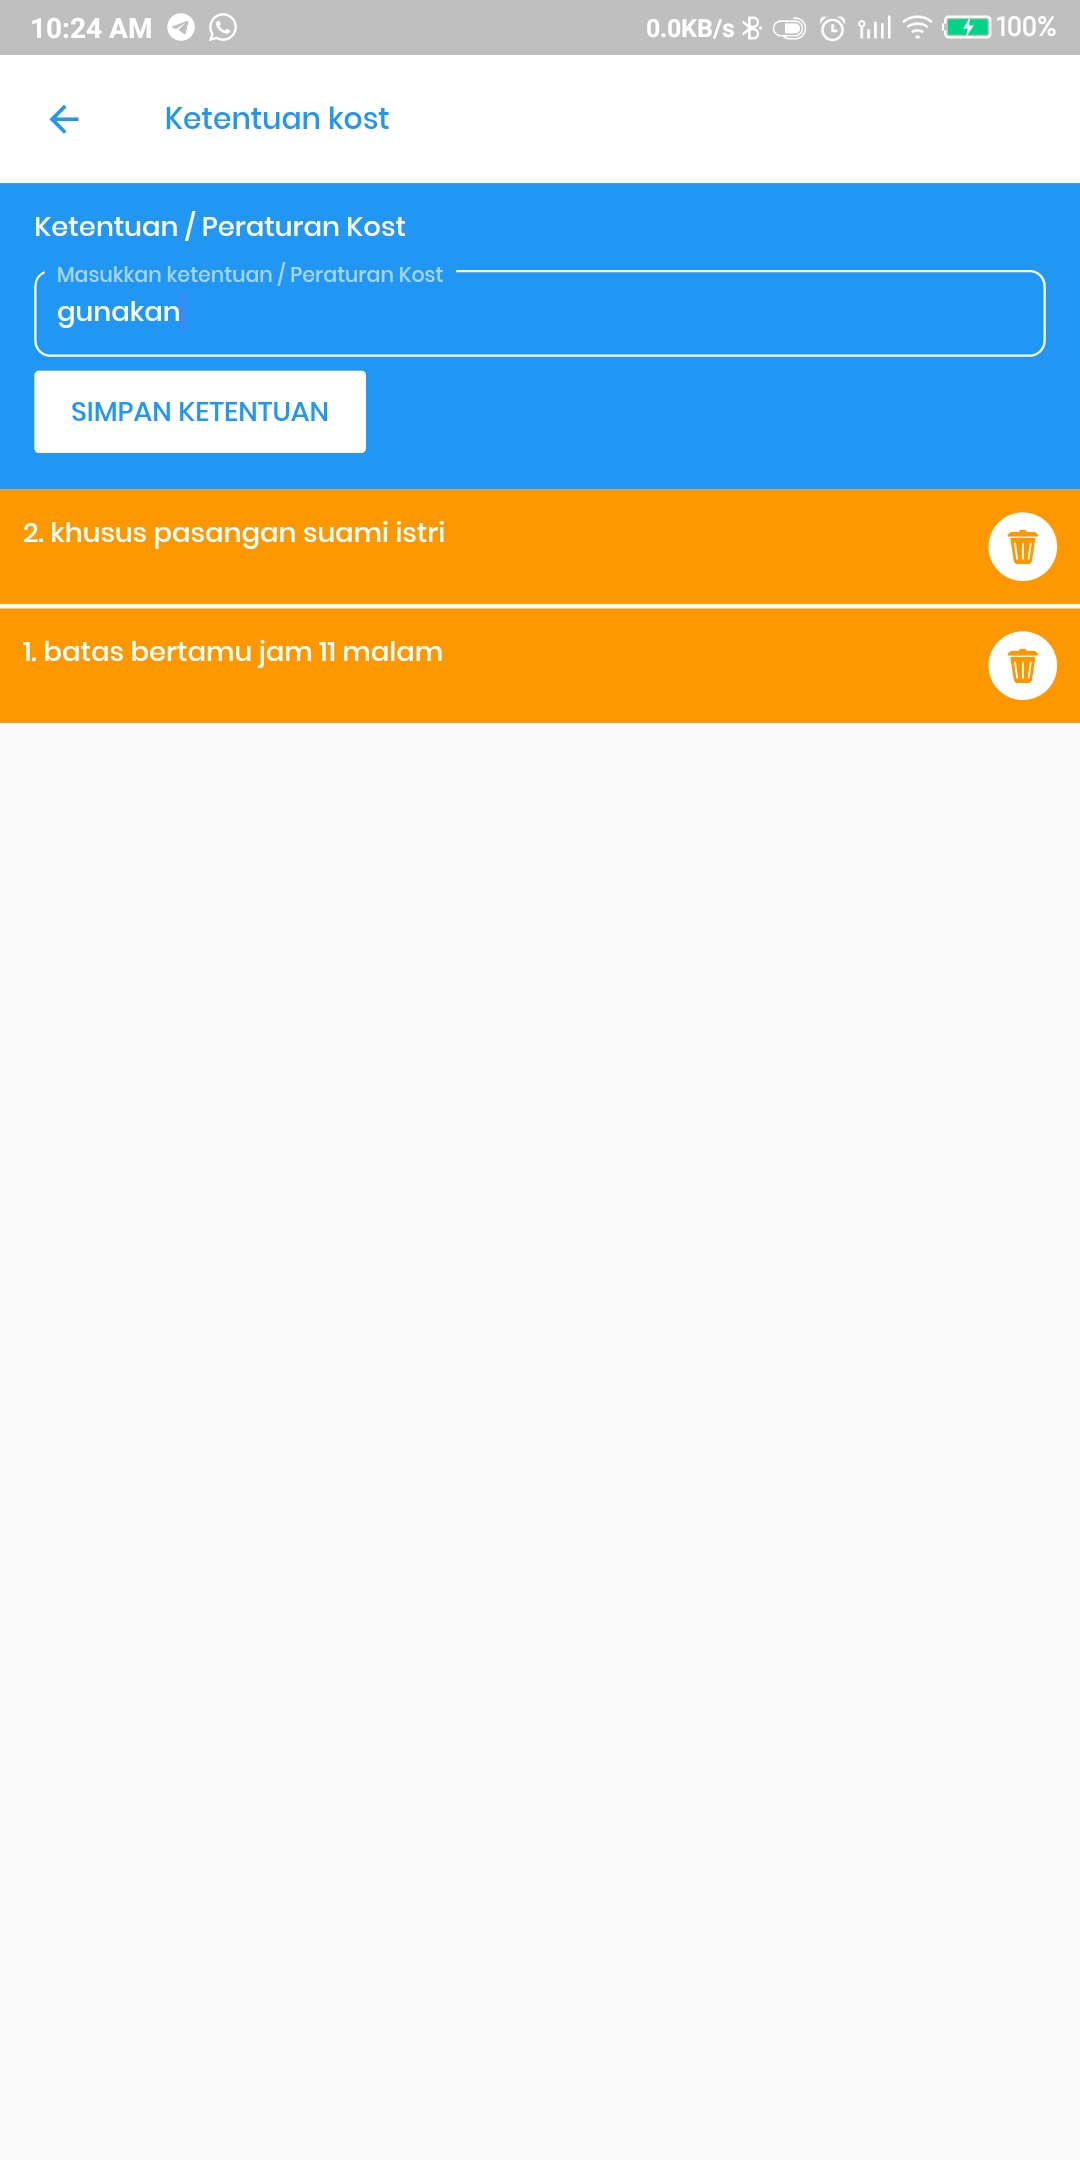 10:24 AM 0.0KB/s 100%
Ketentuan kost
Ketentuan / Peraturan Kost
Masukkan ketentuan / Peraturan Kost
gunakan
SIMPAN KETENTUAN
2. khusus pasangan suami istri
1. batas bertamu jam 11 malam